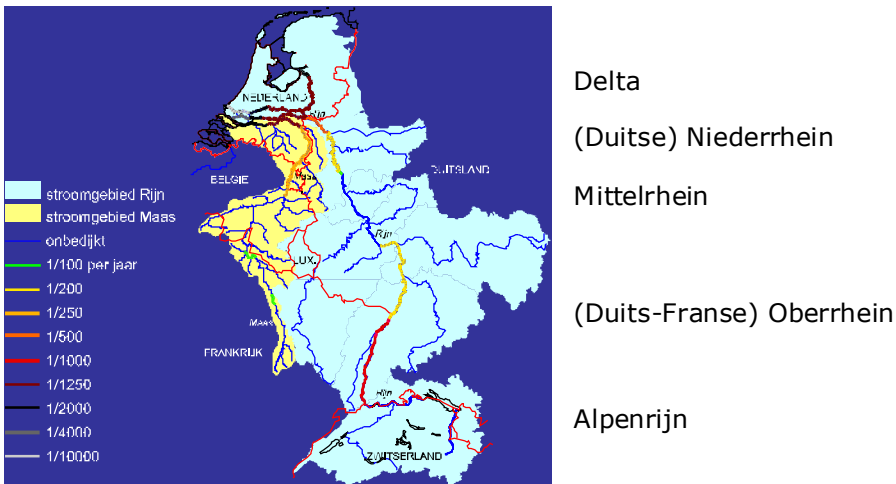 NEDERLAND
Rijn
BELGIE
Maas
DUITSLAND
stroomgebied Rijn
stroomgebied Maas
onbedijkt
1/100 per jaar
1/200
1/250
1/500
1/1000
1/1250
1/2000
1/4000
1/10000
Rijn
LUX.
Maas
FRANKRIJK
Rijn
ZWITSERLAND
Delta
(Duitse) Niederrhein
Mittelrhein
(Duits-Franse) Oberrhein
Alpenrijn